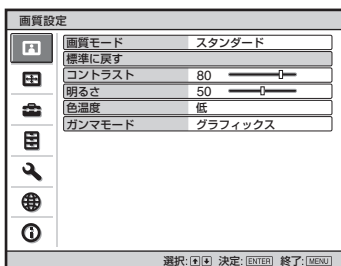 画質設定
画質モード スタンダード
標準に戻す
コントラスト 80
明るさ 50
色温度 低
ガンマモード グラフィックス
選択: 決定: ENTER 終了: MENU